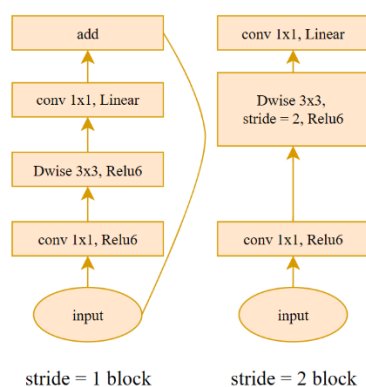 add
conv 1x1, Linear
Dwise 3x3, Relu6
conv 1x1, Relu6
input
stride = 1 block
conv 1x1, Linear
Dwise 3x3,
stride = 2, Relu6
conv 1x1, Relu6
input
stride = 2 block